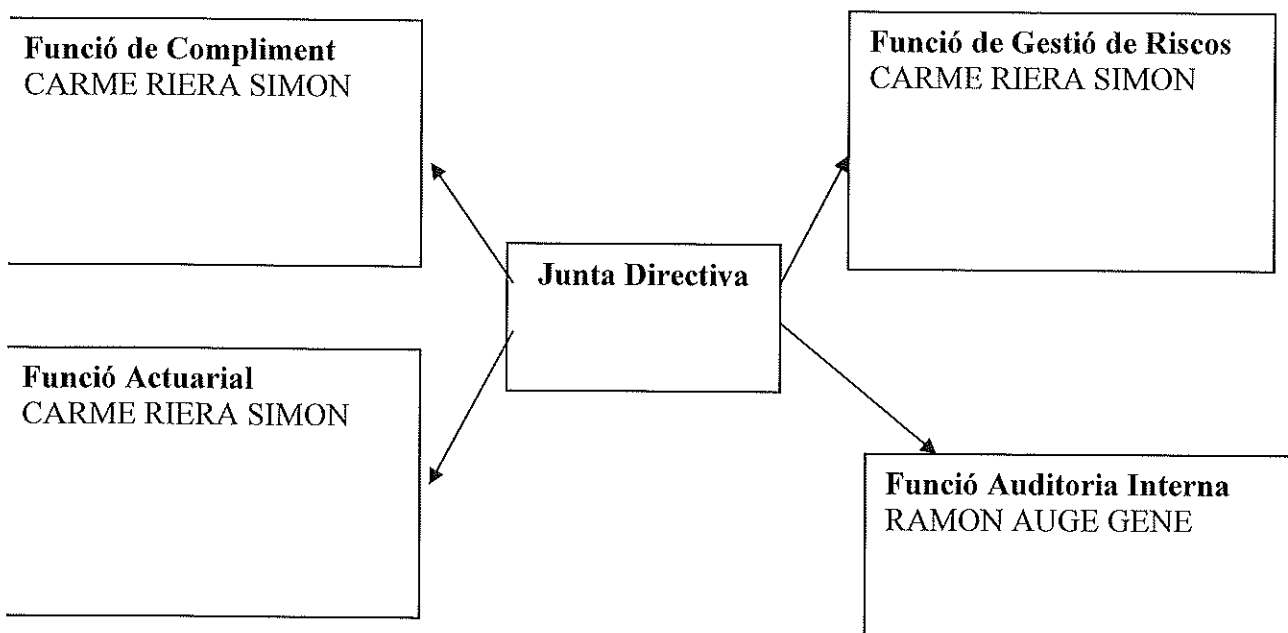 Funció de Compliment
CARME RIERA SIMON
Funció de Gestió de Riscos
CARME RIERA SIMON
Junta Directiva
Funció Actuarial
CARME RIERA SIMON
Funció Auditoria Interna
RAMON AUGE GENE